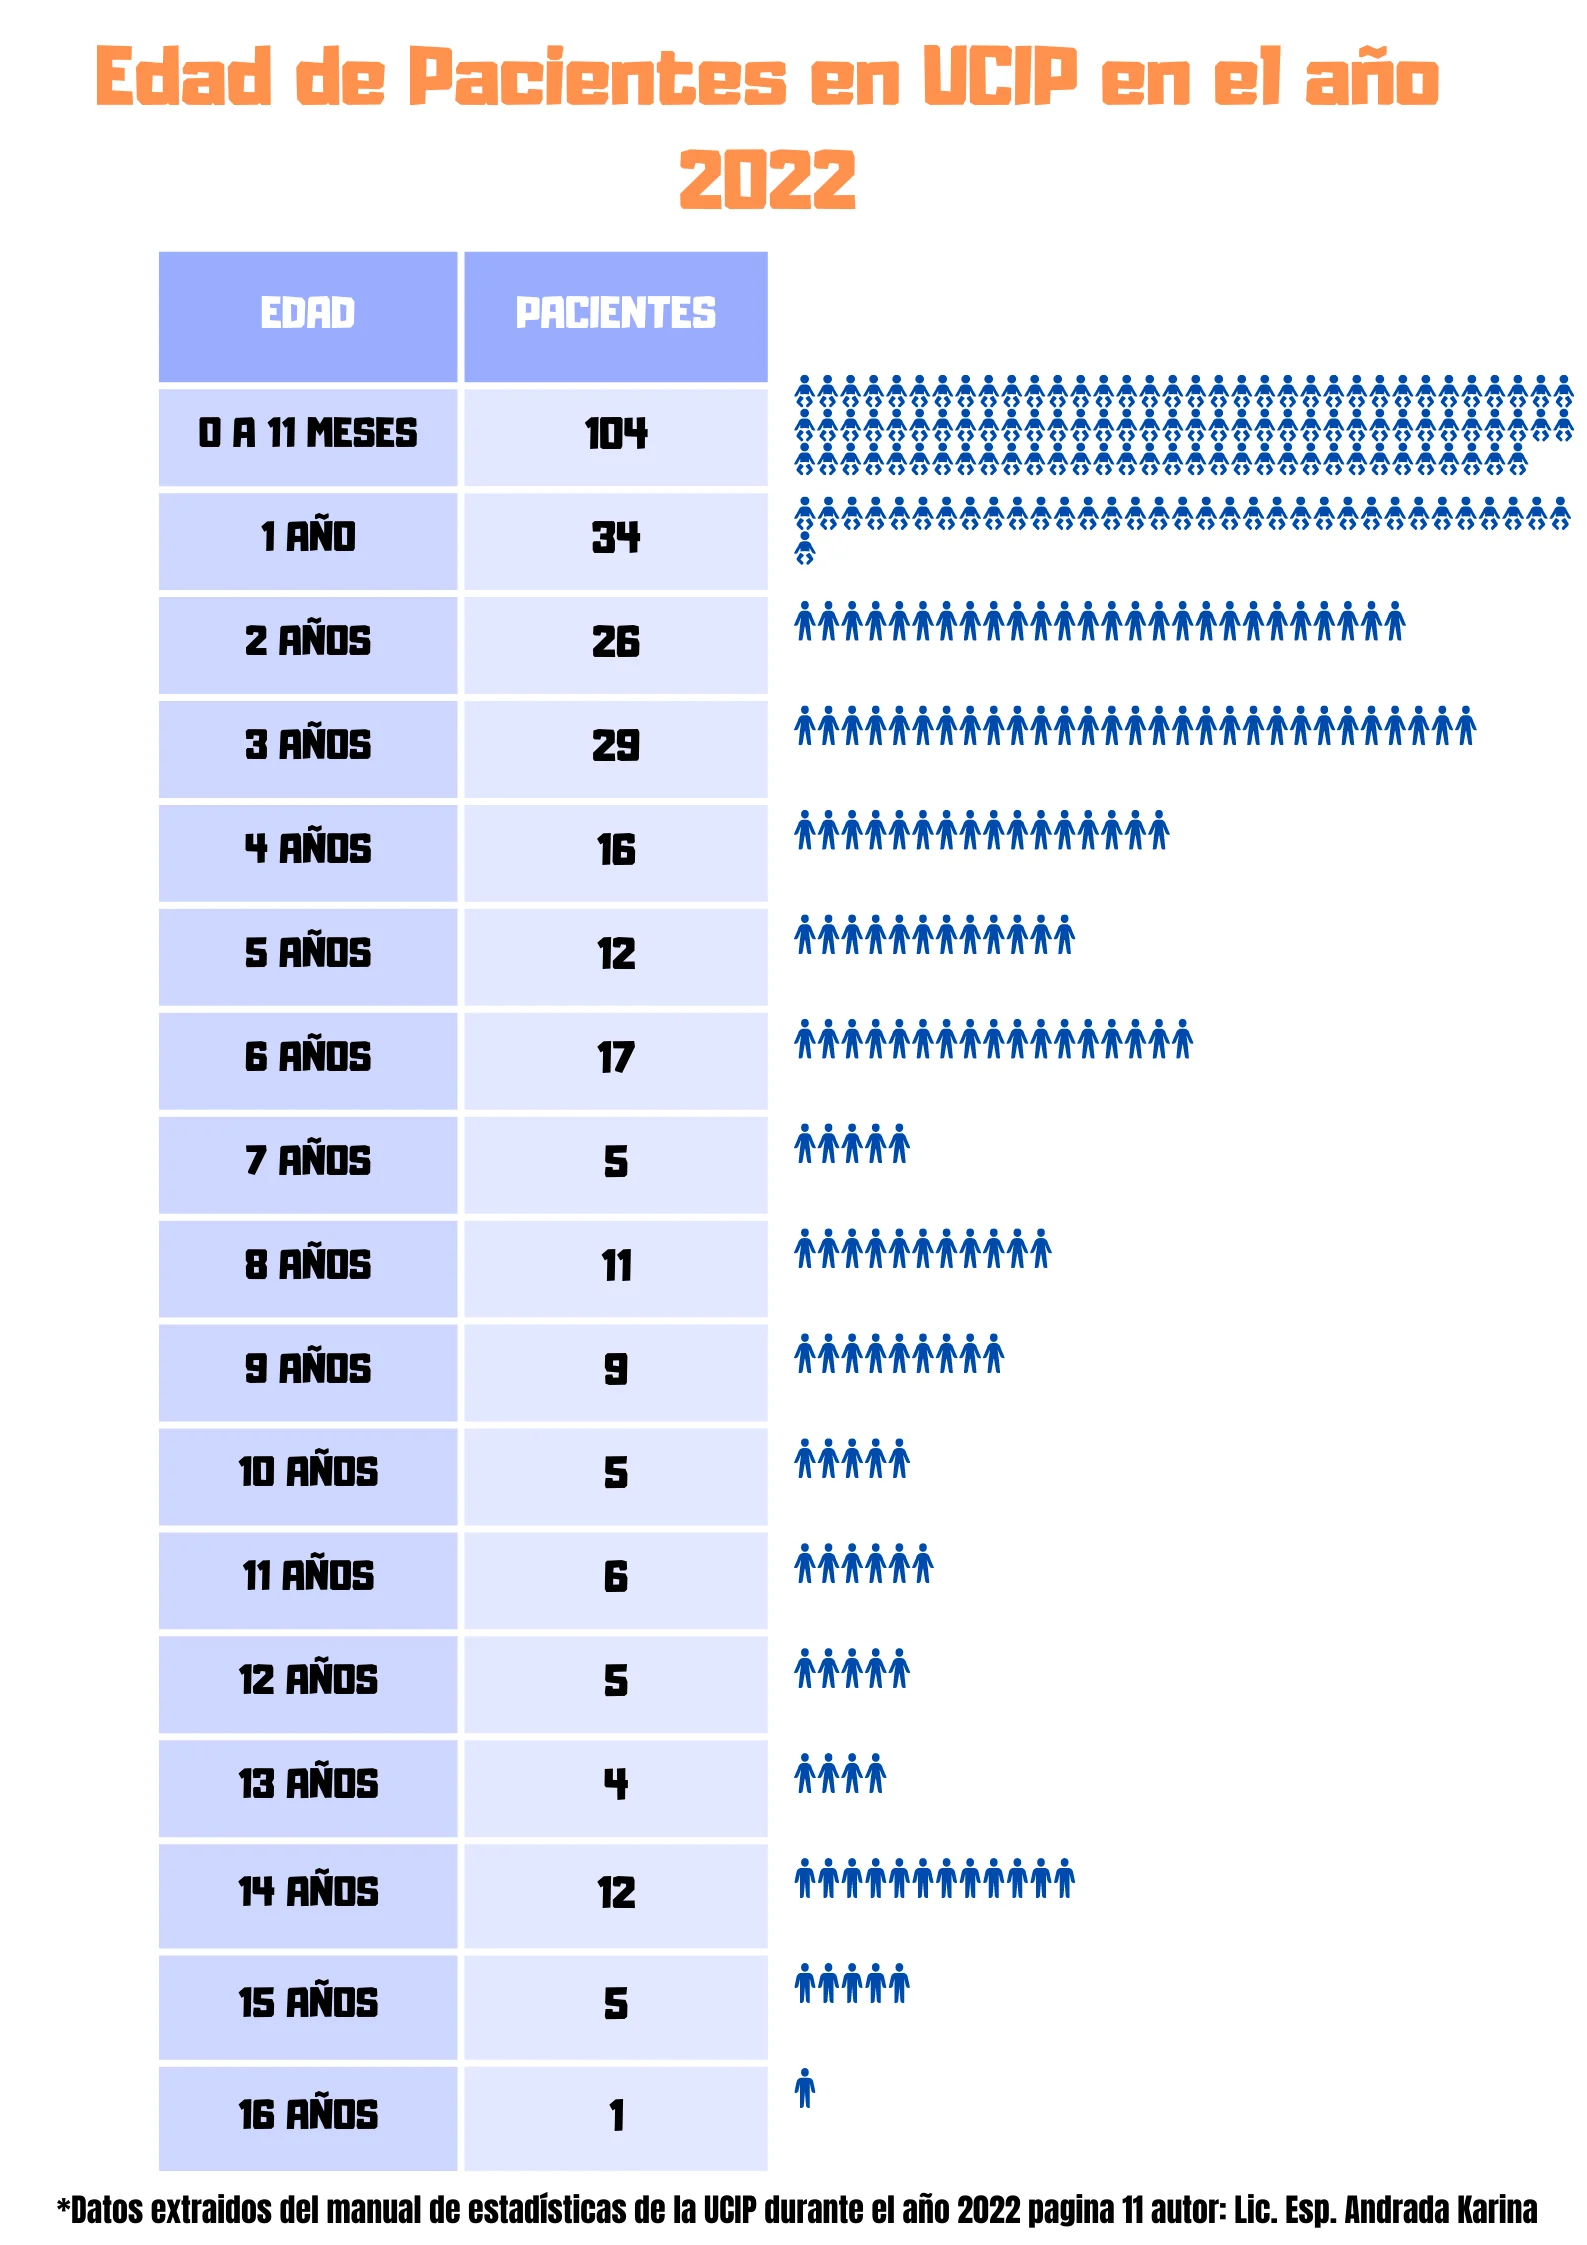 Edad de Pacientes en UCIP en el año
2022
EDAD PACIENTES
0 A 11 MESES 104
1 AÑO 34
2 AÑOS 26
3 AÑOS 29
4 AÑOS 16
5 AÑOS 12
6 AÑOS 17
7 AÑOS 5
8 AÑOS 11
9 AÑOS 9
10 AÑOS 5
11 AÑOS 6
12 AÑOS 5
13 AÑOS 4
14 AÑOS 12
15 AÑOS 5
16 AÑOS 1
*Datos extraidos del manual de estadísticas de la UCIP durante el año 2022 pagina 11 autor: Lic. Esp. Andrada Karina